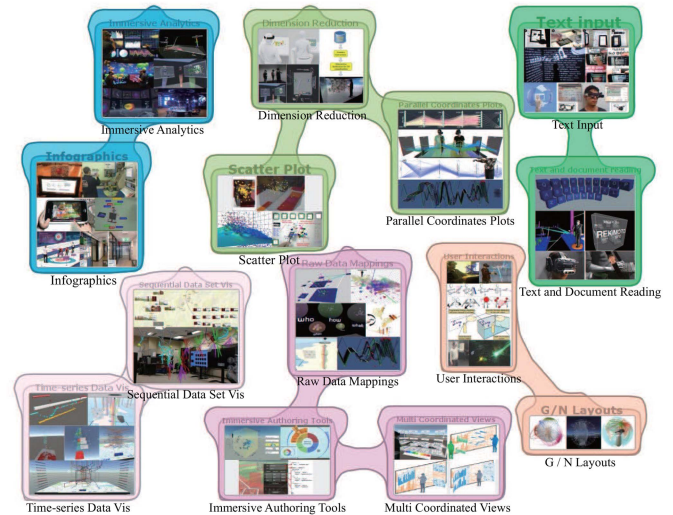 Immersive Analytics
Immersive Analytics
Dimension Reduction
Dimension Reduction
Text input
Text Input
Parallel Coordinates Plots
Parallel Coordinates Plots
Infographics
Infographics
Scatter Plot
Scatter Plot
Text and document reading
Text and Document Reading
Sequential Data Set Vis
Sequential Data Set Vis
Raw Data Mappings
who
how
Raw Data Mappings
User Interactions
User Interactions
Time-series Data Vis
Time-series Data Vis
Immersive Authoring Tools
Immersive Authoring Tools
Multi Coordinated Views
Multi Coordinated Views
G/N Layouts
G / N Layouts